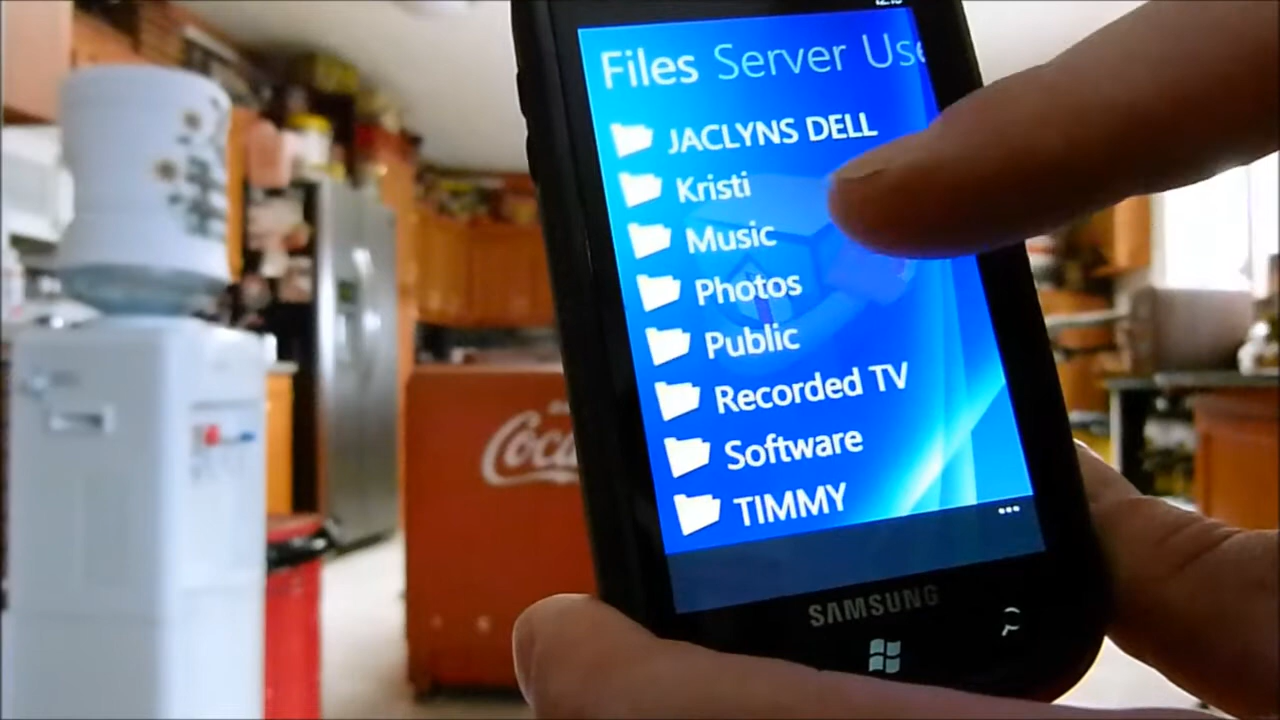 Files Server Use
JACLYNS DELL
Kristi
Music
Photos
Public
Recorded TV
Software
TIMMY
...
SAMSUNG
Coca